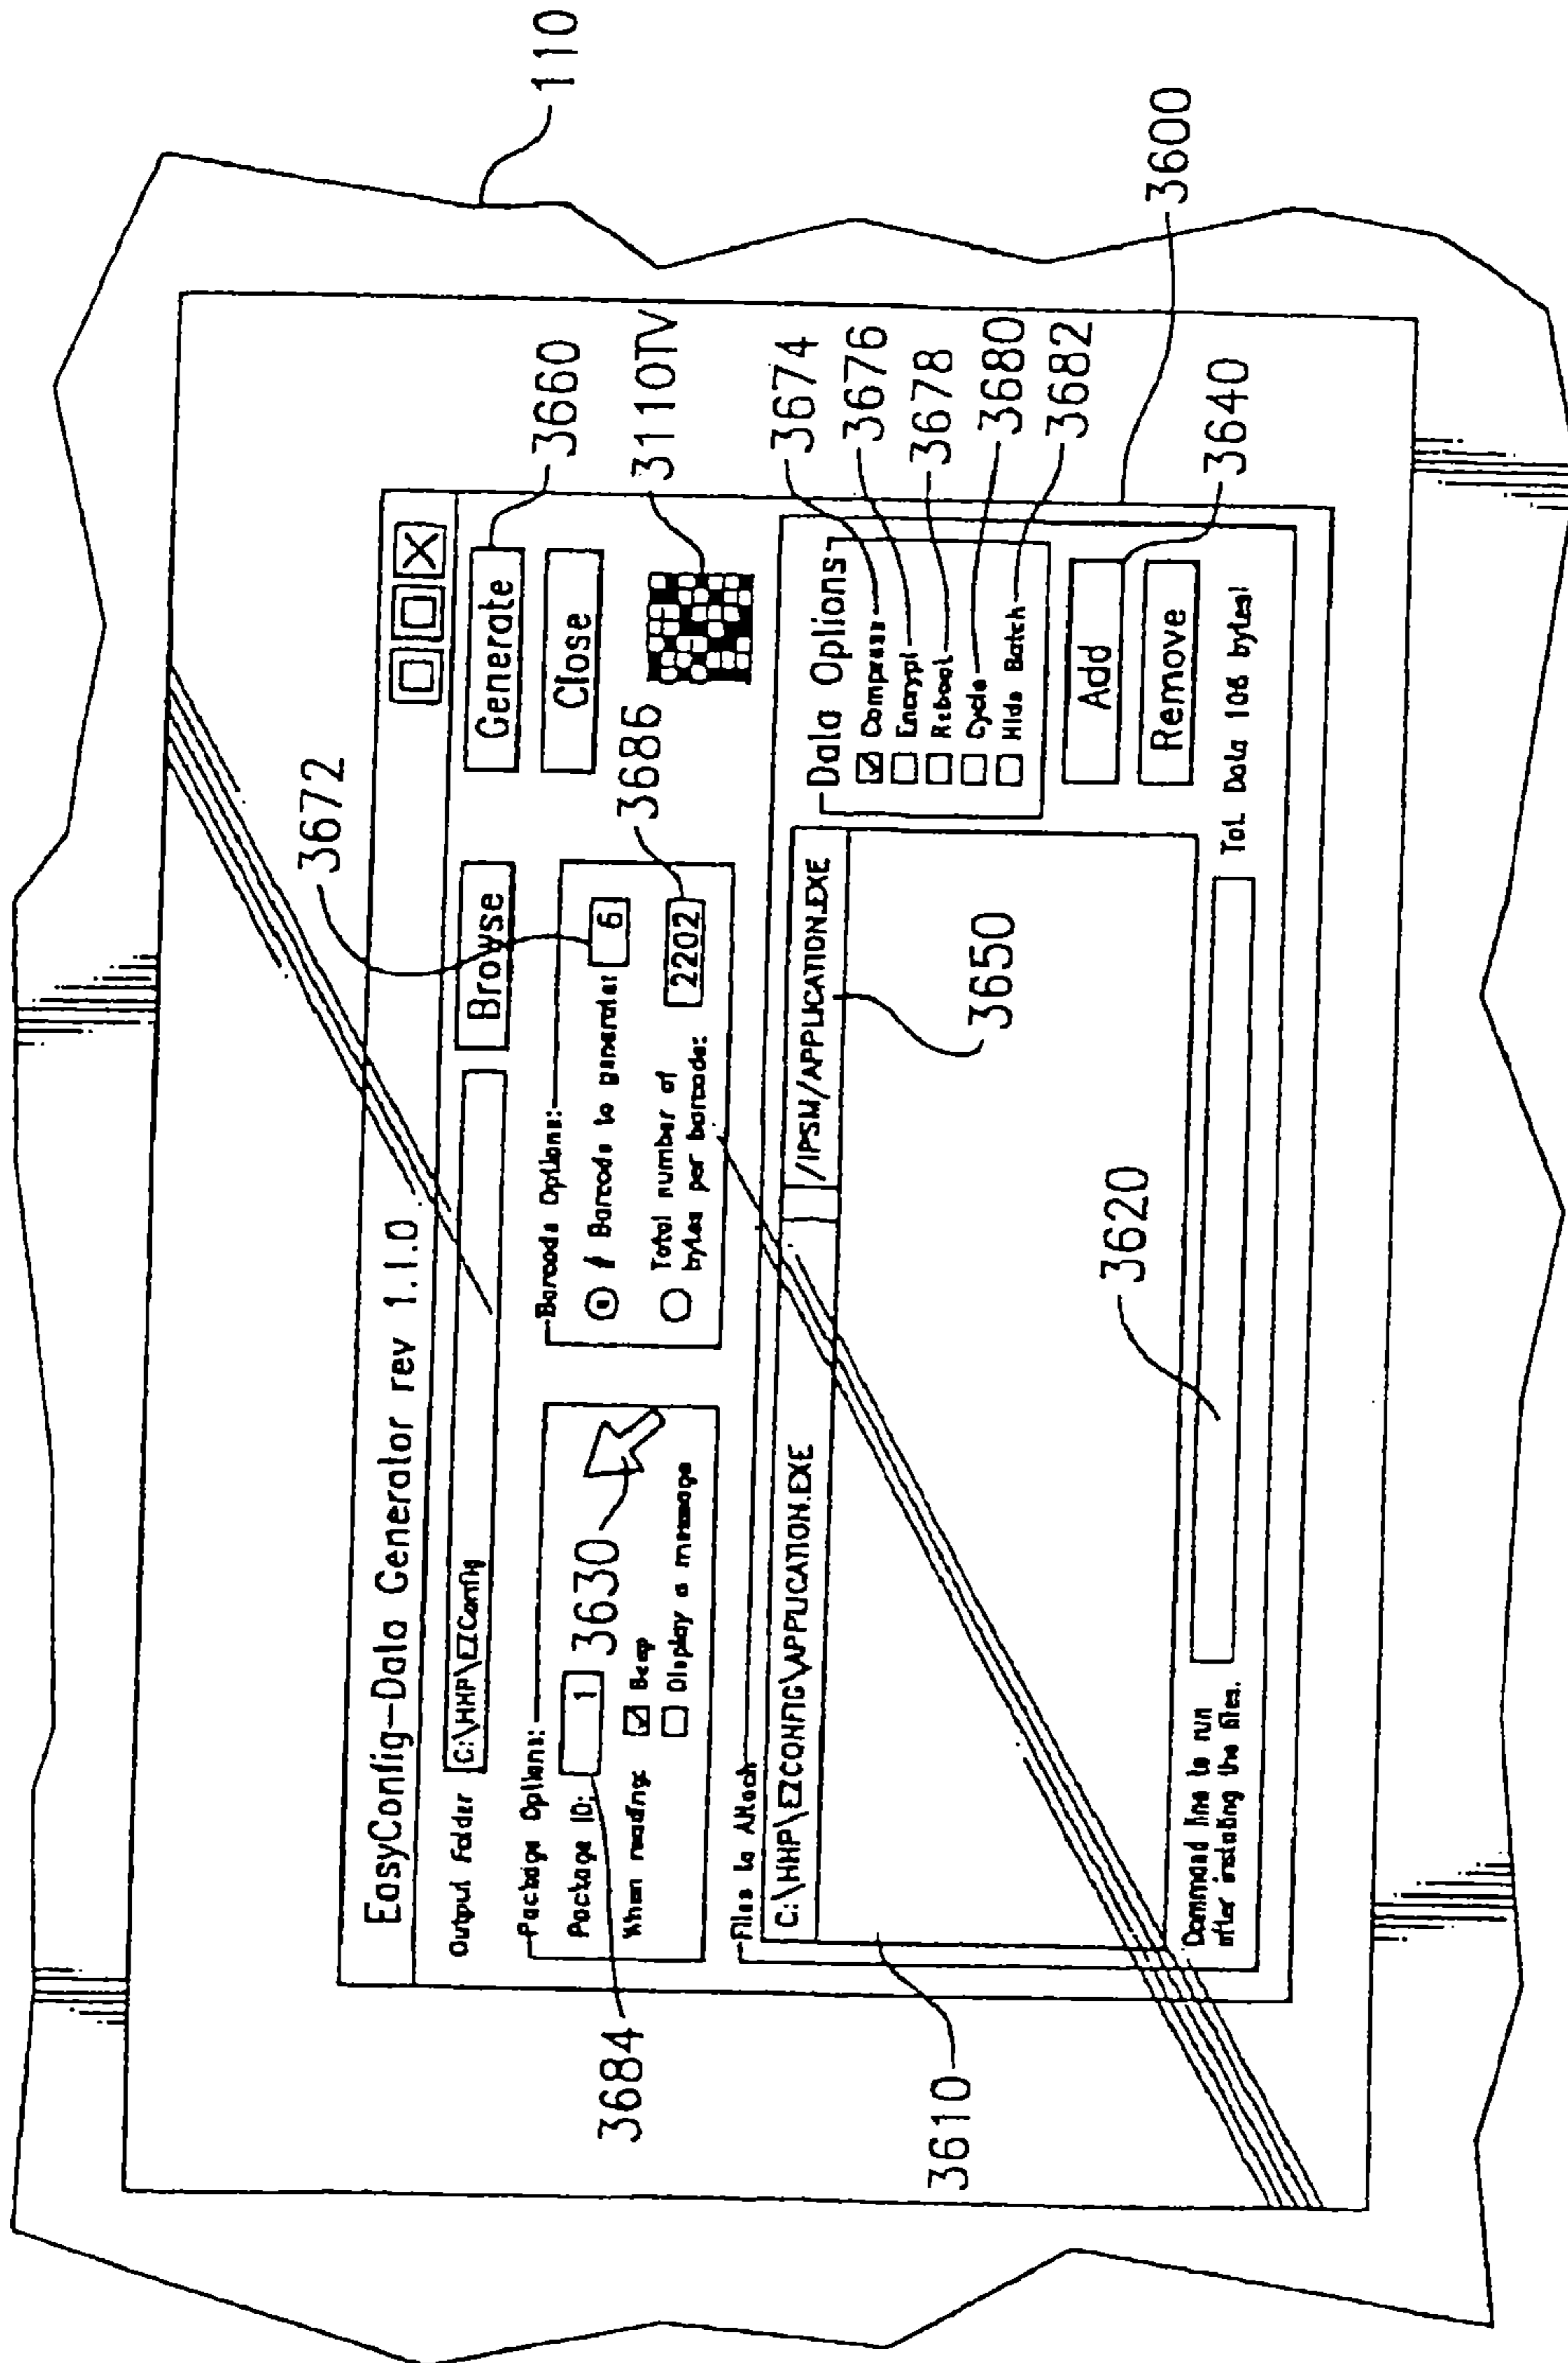 110
3672
3660
3686
3110TV
EasyConfig-Data Generator rev 1.1.0
Output Folder C:\HHP\EZConfig Browse Generate
Close
Package Options:
Package ID: 1
3630
When reading: Beep
Display a message
Barcode Options:
# Barcode to generate: 6
Total number of
bytes per barcode: 2202
Files to Attach
C:\HHP\EZCONFIG\APPLICATION.EXE /IPSM/APPLICATION.EXE
Data Options
Compress
Encrypt
Reboot
Cycle
Hide Batch
3674
3676
3678
3680
3682
Add
Remove
3640
3600
3684
3610
3650
3620
Command line to run
after installing the files.
Tot. Data 106 bytes!